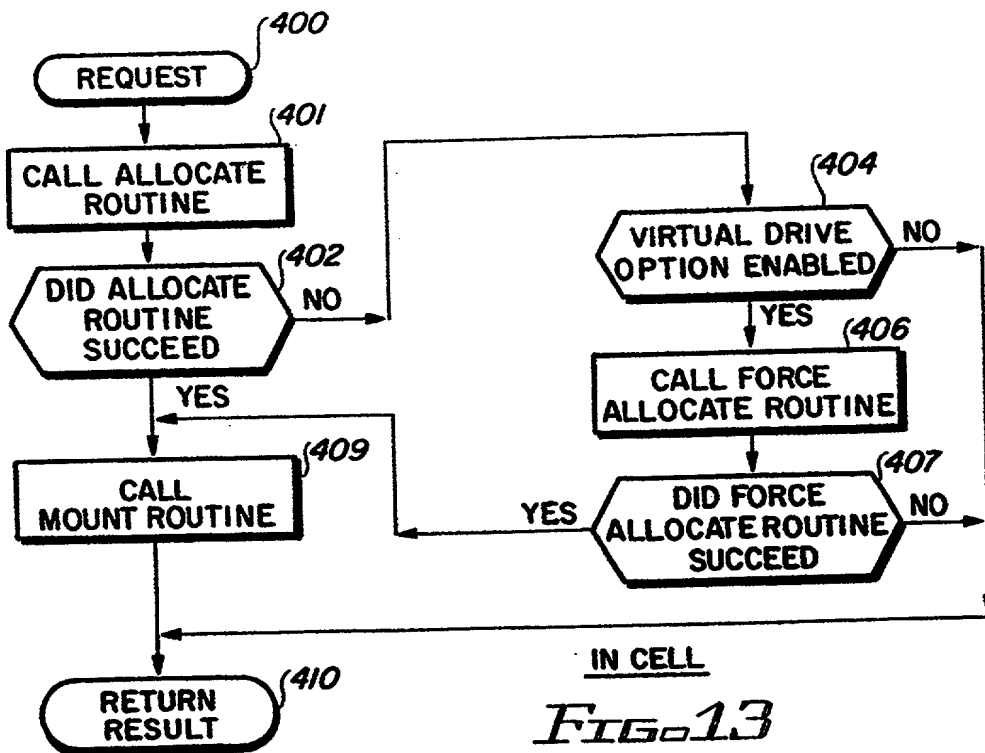 400
REQUEST
401
CALL ALLOCATE
ROUTINE
402
DID ALLOCATE
ROUTINE
SUCCEED
NO
YES
404
VIRTUAL DRIVE
OPTION ENABLED
NO
YES
406
CALL FORCE
ALLOCATE ROUTINE
407
DID FORCE
ALLOCATE ROUTINE
SUCCEED
NO
YES
409
CALL
MOUNT ROUTINE
410
RETURN
RESULT
IN CELL
FIG. 13